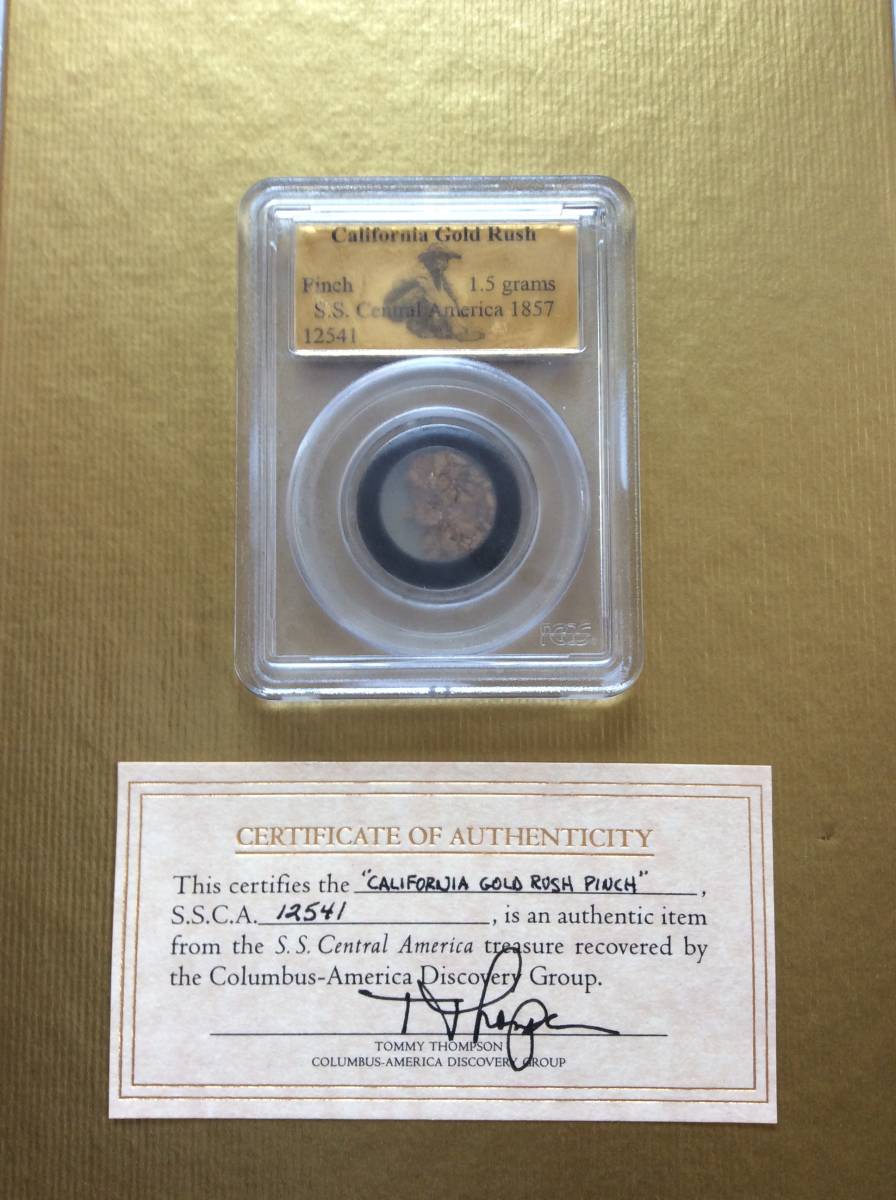 California Gold Rush
Pinch 1.5 grams
S.S. Central America 1857
12541
PCGS
CERTIFICATE OF AUTHENTICITY
This certifies the "CALIFORNIA GOLD RUSH PINCH",
S.S.C.A. 12541, is an authentic item
from the S. S. Central America treasure recovered by
the Columbus-America Discovery Group.
TOMMY THOMPSON
COLUMBUS-AMERICA DISCOVERY GROUP